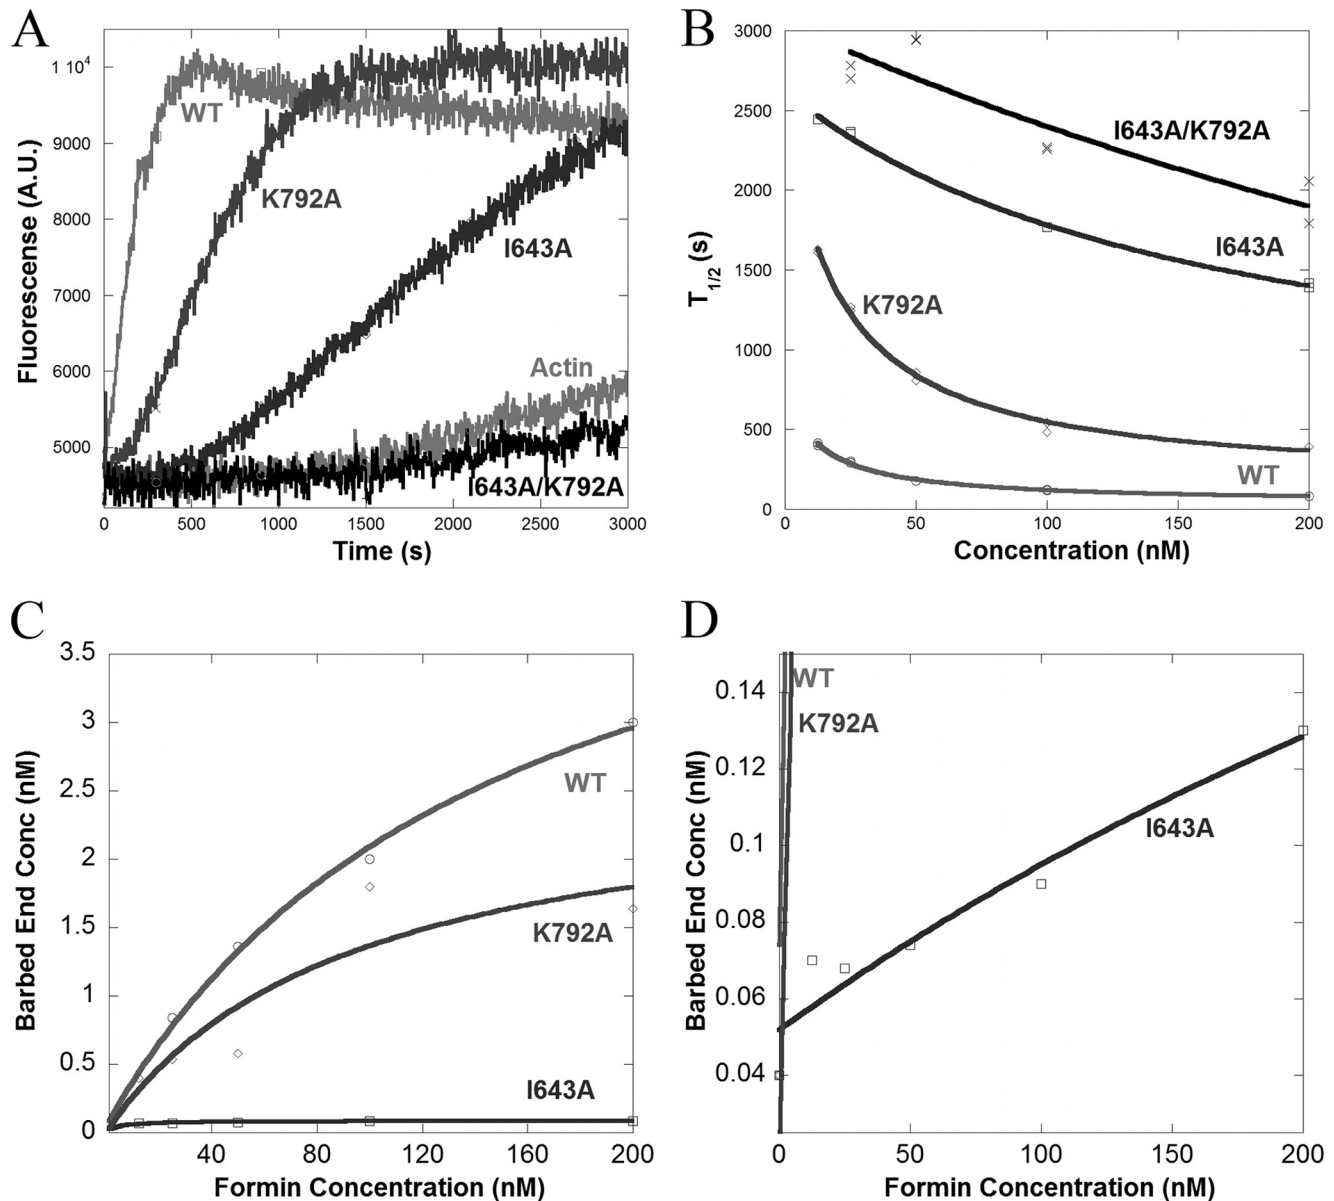 A
Fluorescense (A.U.)
1 10⁴
9000
8000
7000
6000
5000
WT
K792A
I643A
Actin
I643A/K792A
0 500 1000 1500 2000 2500 3000
Time (s)
B
T1/2 (s)
3000
2500
2000
1500
1000
500
0
I643A/K792A
I643A
K792A
WT
0 50 100 150 200
Concentration (nM)
C
Barbed End Conc (nM)
3.5
3
2.5
2
1.5
1
0.5
0
WT
K792A
I643A
40 80 120 160 200
Formin Concentration (nM)
D
Barbed End Conc (nM)
0.14
0.12
0.1
0.08
0.06
0.04
WT
K792A
I643A
0 50 100 150 200
Formin Concentration (nM)